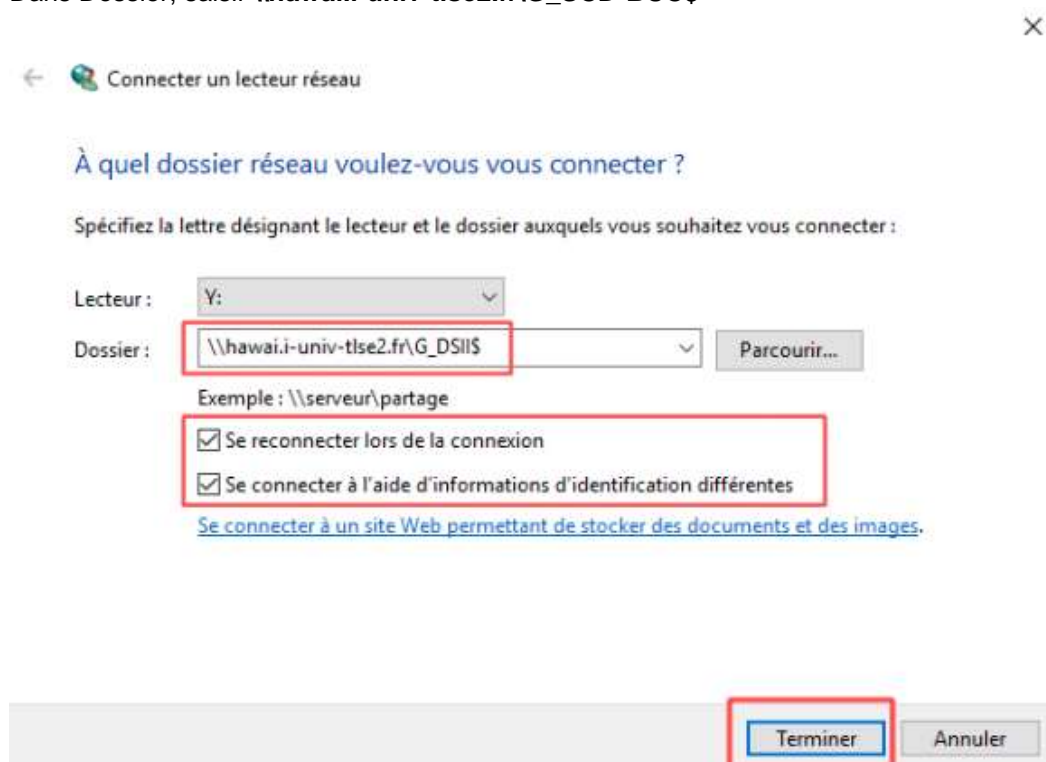 Connecter un lecteur réseau
À quel dossier réseau voulez-vous vous connecter ?
Spécifiez la lettre désignant le lecteur et le dossier auxquels vous souhaitez vous connecter :
Lecteur : Y:
Dossier : \\hawai.i-univ-tlse2.fr\G_DSII$ Parcourir...
Exemple : \\serveur\partage
Se reconnecter lors de la connexion
Se connecter à l'aide d'informations d'identification différentes
Se connecter à un site Web permettant de stocker des documents et des images.
Terminer Annuler